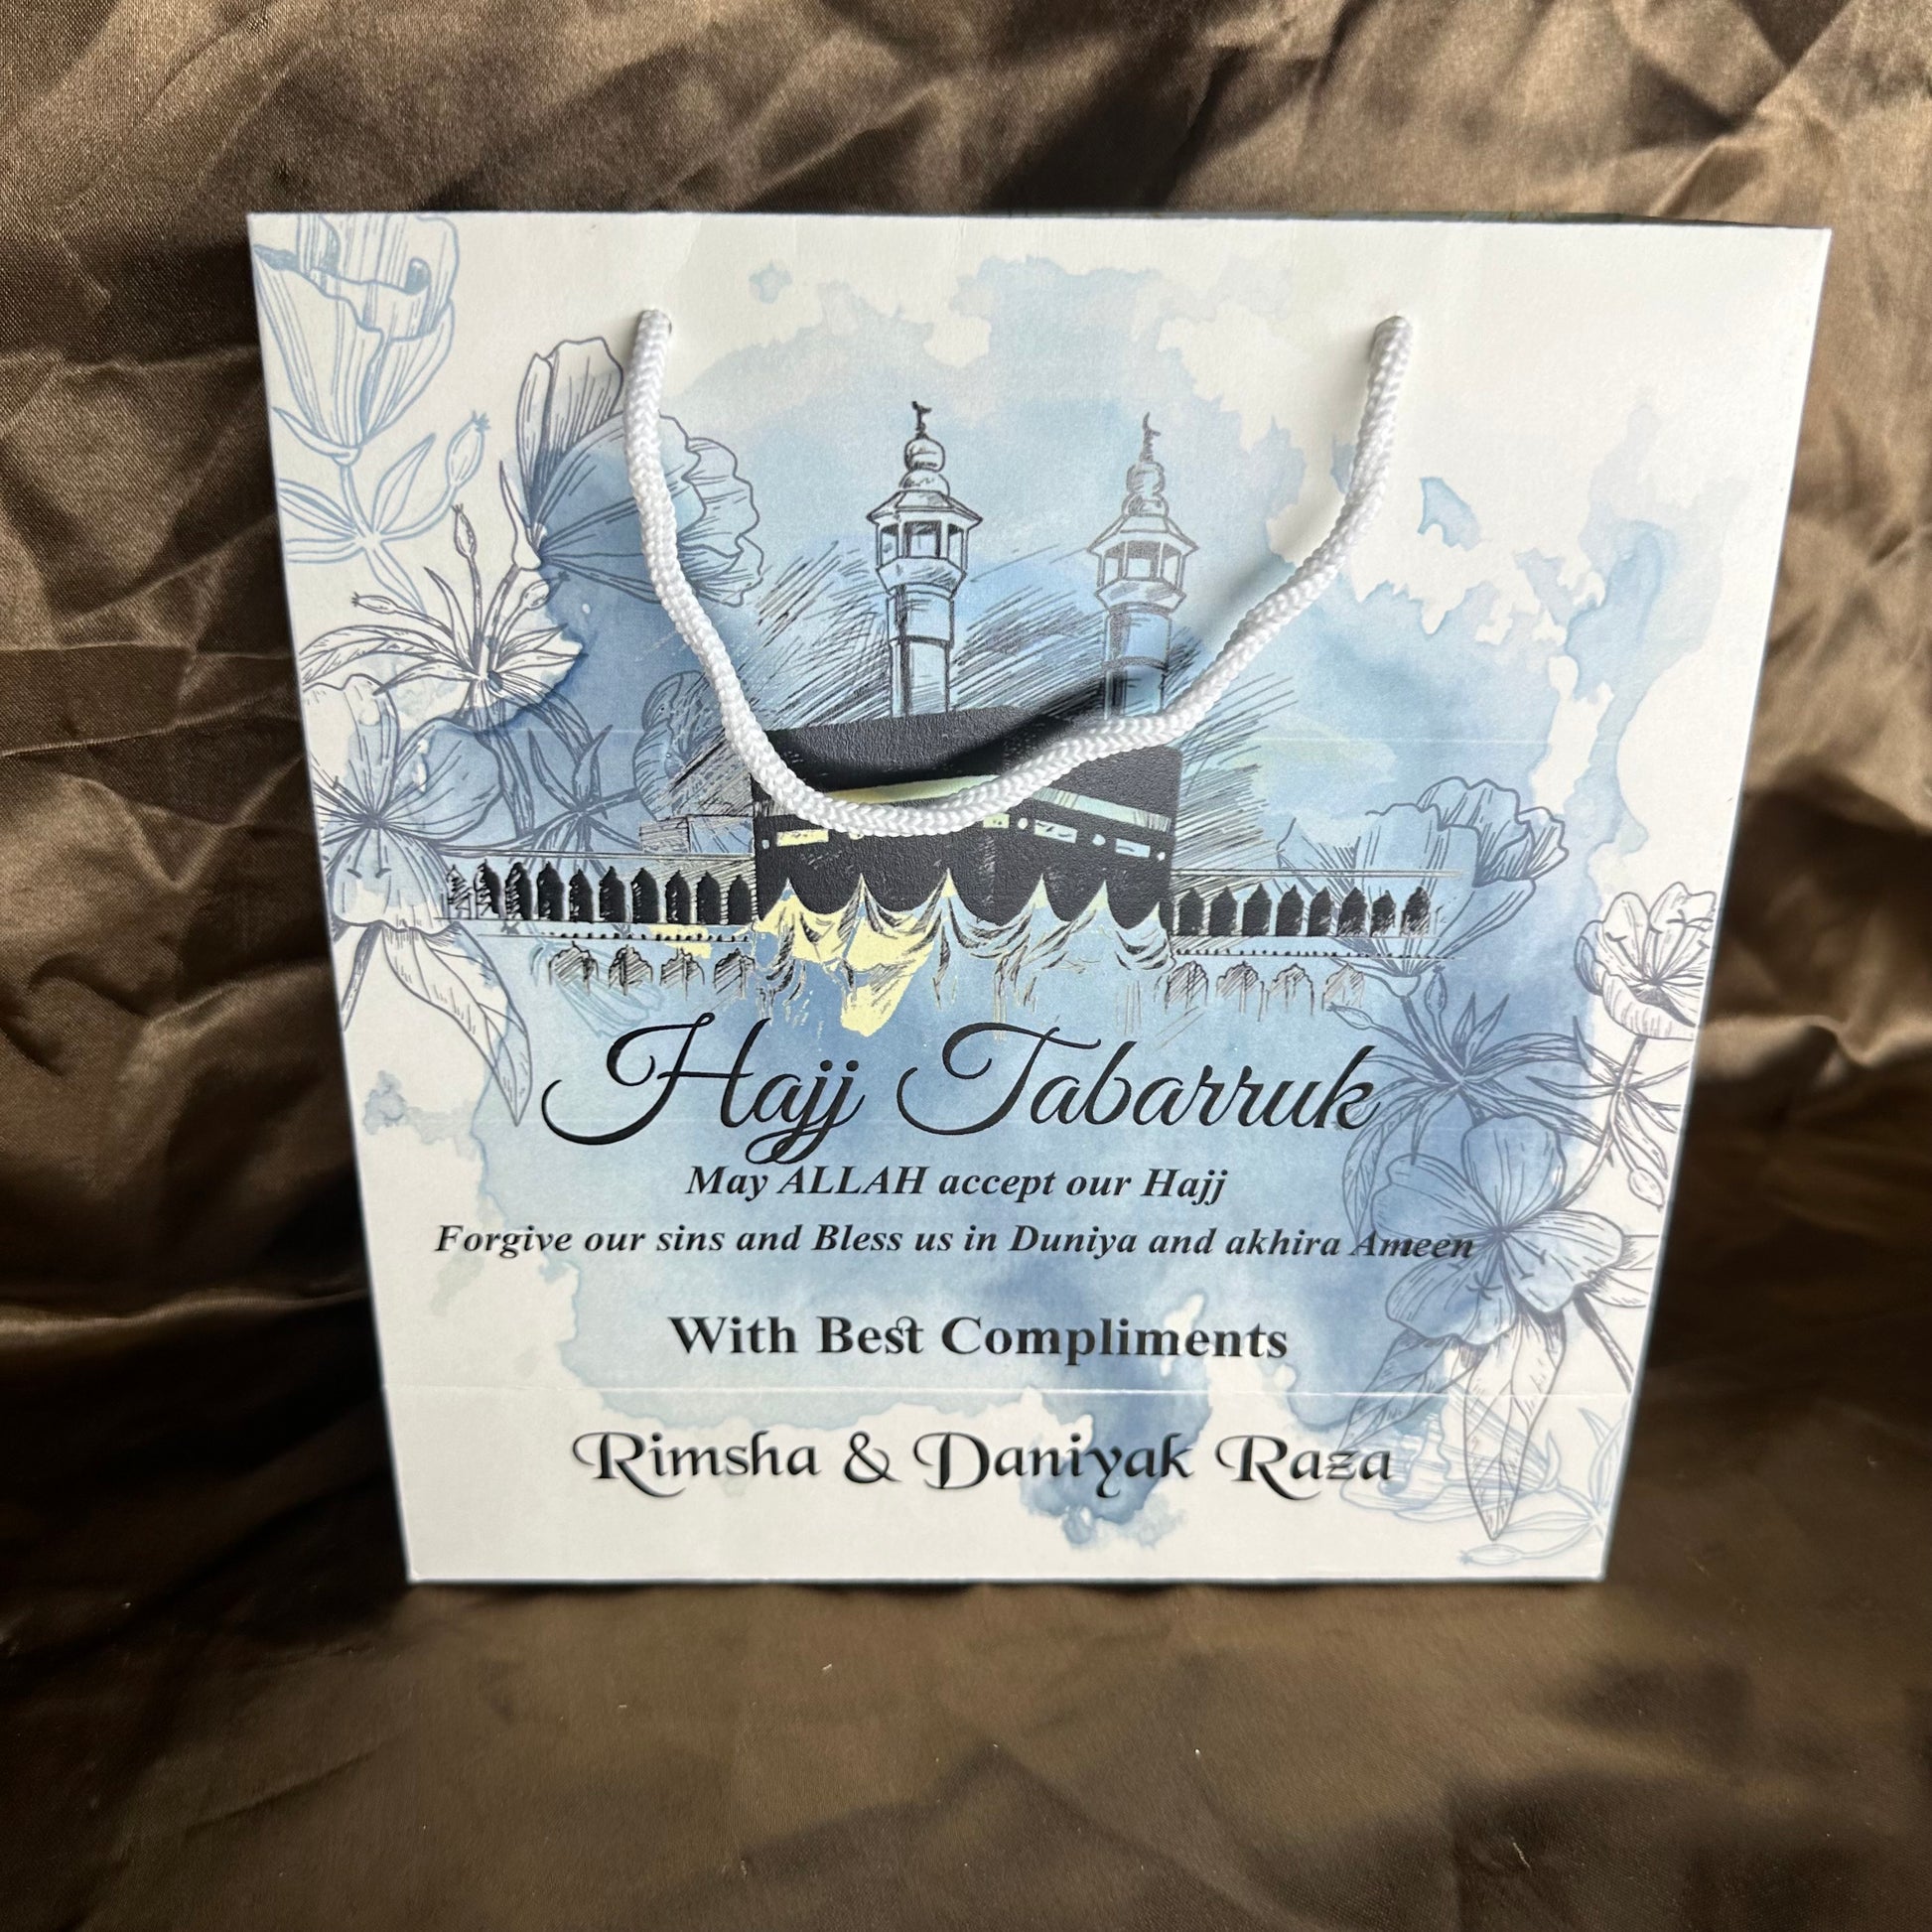 Hajj Tabarruk
May ALLAH accept our Hajj
Forgive our sins and Bless us in Duniya and akhira Ameen
With Best Compliments
Rimsha & Daniyak Raza